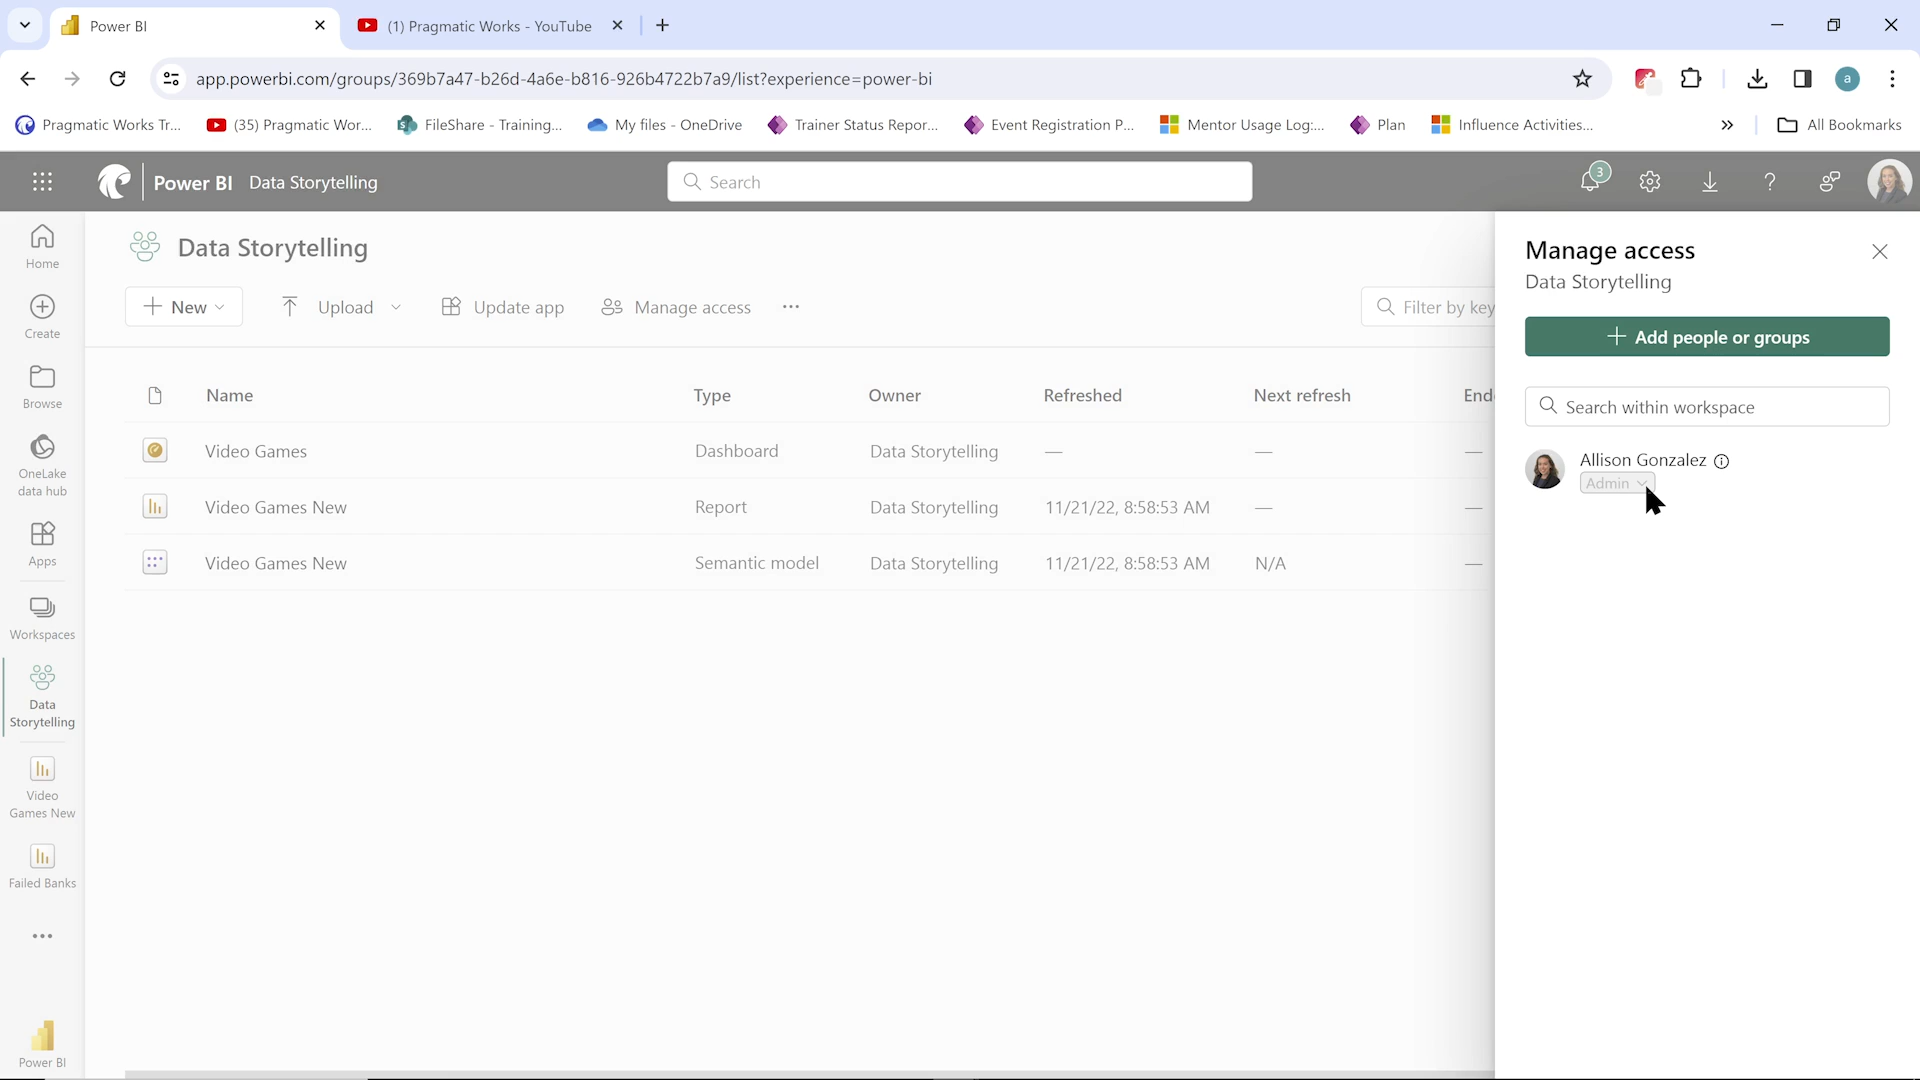 Power BI
(1) Pragmatic Works - YouTube
app.powerbi.com/groups/369b7a47-b26d-4a6e-b816-926b4722b7a9/list?experience=power-bi
a
Pragmatic Works Tr...
(35) Pragmatic Wor...
FileShare - Training,...
My files - OneDrive
Trainer Status Repor...
Event Registration P...
Mentor Usage Log:...
Plan
Influence Activities...
All Bookmarks
Power BI
Data Storytelling
Search
3
?
Home
Create
Browse
OneLake
data hub
Apps
Workspaces
Data
Storytelling
Video
Games New
Failed Banks
Power BI
Data Storytelling
New
Upload
Update app
Manage access
Filter by key
Name
Type
Owner
Refreshed
Next refresh
End
Video Games
Dashboard
Data Storytelling
—
—
—
Video Games New
Report
Data Storytelling
11/21/22, 8:58:53 AM
—
—
Video Games New
Semantic model
Data Storytelling
11/21/22, 8:58:53 AM
N/A
—
Manage access
Data Storytelling
Add people or groups
Search within workspace
Allison Gonzalez
Admin